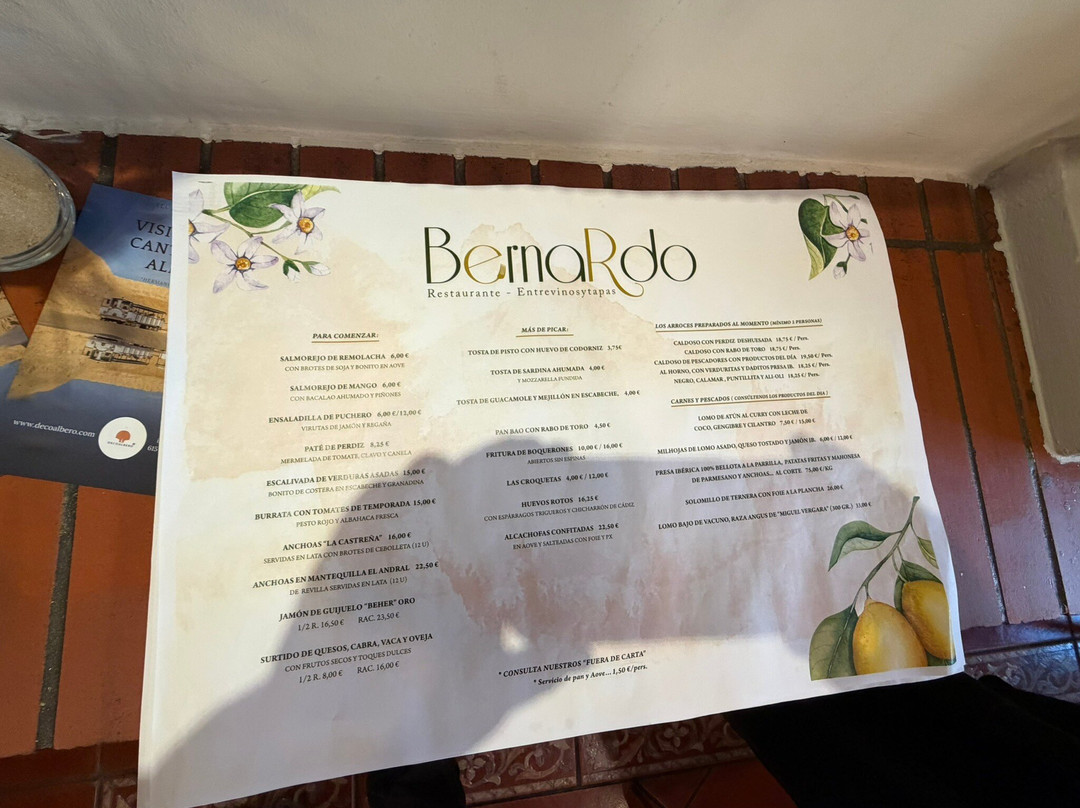 BernaRdo
Restaurante - Entrevinosytapas
PARA COMENZAR:
SALMOREJO DE REMOLACHA 6,00 €
CON BROTES DE SOJA Y BONITO EN AOVE
SALMOREJO DE MANGO 6,00 €
CON BACALAO AHUMADO Y PIÑONES
ENSALADILLA DE PUCHERO 6,00 €/12,00 €
VIRUTAS DE JAMÓN Y REGAÑA
PATÉ DE PERDIZ 8,25 €
MERMELADA DE TOMATE, CLAVO Y CANELA
ESCALIVADA DE VERDURAS ASADAS 15,00 €
BONITO DE COSTERA EN ESCABECHE Y GRANADINA
BURRATA CON TOMATES DE TEMPORADA 15,00 €
PESTO ROJO Y ALBAHACA FRESCA
ANCHOAS "LA CASTREÑA" 16,00 €
SERVIDAS EN LATA CON BROTES DE CEBOLLETA (12 U)
ANCHOAS EN MANTEQUILLA EL ANDRAL 22,50 €
DE REVILLA SERVIDAS EN LATA (12 U)
JAMÓN DE GUIJUELO "BEHER" ORO
1/2 R. 16,50 € RAC. 23,50 €
SURTIDO DE QUESOS, CABRA, VACA Y OVEJA
CON FRUTOS SECOS Y TOQUES DULCES
1/2 R. 8,00 € RAC. 16,00 €
MÁS DE PICAR:
TOSTA DE PISTO CON HUEVO DE CODORNIZ 3,75€
TOSTA DE SARDINA AHUMADA 4,00 €
Y MOZZARELLA FUNDIDA
TOSTA DE GUACAMOLE Y MEJILLÓN EN ESCABECHE, 4,00 €
PAN BAO CON RABO DE TORO 4,50 €
FRITURA DE BOQUERONES 10,00 € / 16,00 €
ABIERTOS SIN ESPINAS
LAS CROQUETAS 4,00 € / 12,00 €
HUEVOS ROTOS 16,25 €
CON ESPÁRRAGOS TRIGUEROS Y CHICHARRÓN DE CÁDIZ
ALCACHOFAS CONFITADAS 22,50 €
EN AOVE Y SALTEADAS CON FOIE Y PX
* CONSULTA NUESTROS "FUERA DE CARTA"
* Servicio de pan y Aove... 1,50 €/pers.
LOS ARROCES PREPARADOS AL MOMENTO (MÍNIMO 2 PERSONAS)
CALDOSO CON PERDIZ DESHUESADA 18,75 € / Pers.
CALDOSO CON RABO DE TORO 18,75 € / Pers.
CALDOSO DE PESCADORES CON PRODUCTOS DEL DÍA 19,50 € / Pers.
AL HORNO, CON VERDURITAS Y DADITOS PRESA IB. 18,25 € / Pers.
NEGRO, CALAMAR, PUNTILLITA Y ALI-OLI 18,25 € / Pers.
CARNES Y PESCADOS ( CONSÚLTENOS LOS PRODUCTOS DEL DIA )
LOMO DE ATÚN AL CURRY CON LECHE DE
COCO, GENGIBRE Y CILANTRO 7,50 € / 15,00 €
MILHOJAS DE LOMO ASADO, QUESO TOSTADO Y JAMÓN IB. 6,00 € / 12,00 €
PRESA IBÉRICA 100% BELLOTA A LA PARRILLA, PATATAS FRITAS Y MAHONESA
DE PARMESANO Y ANCHOAS... AL CORTE 75,00 €/KG
SOLOMILLO DE TERNERA CON FOIE A LA PLANCHA 26,00 €
LOMO BAJO DE VACUNO, RAZA ANGUS DE "MIGUEL VERGARA" (300 GR.) 33,00 €
VISI
CAN
AL
www.decoalbero.com
DECOALBERO
615